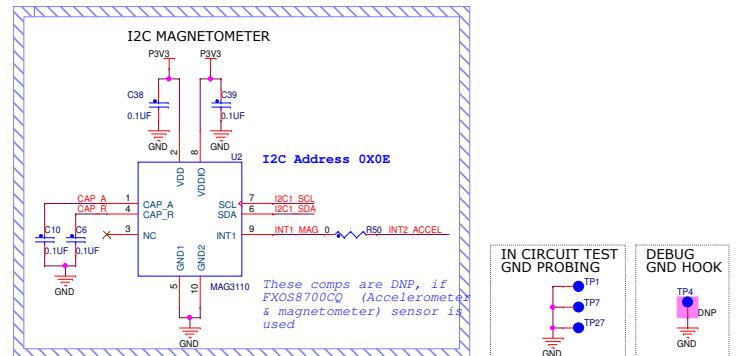 I2C MAGNETOMETER
P3V3
P3V3
C38
C39
0.1UF
0.1UF
GND
GND
2
8
U2
I2C Address 0X0E
VDD
VDDIO
CAP_A
1
CAP_A
SCL
7
I2C1_SCL
CAP_R
4
CAP_R
SDA
6
I2C1_SDA
C10
C6
3
NC
INT1
9
INT1_MAG
0
R50
INT2_ACCEL
0.1UF
0.1UF
GND1
GND2
GND
5
10
MAG3110
These comps are DNP, if
FXOS8700CQ (Accelerometer
& magnetometer) sensor is
used
GND
IN CIRCUIT TEST
GND PROBING
TP1
TP7
TP27
GND
DEBUG
GND HOOK
TP4
DNP
GND